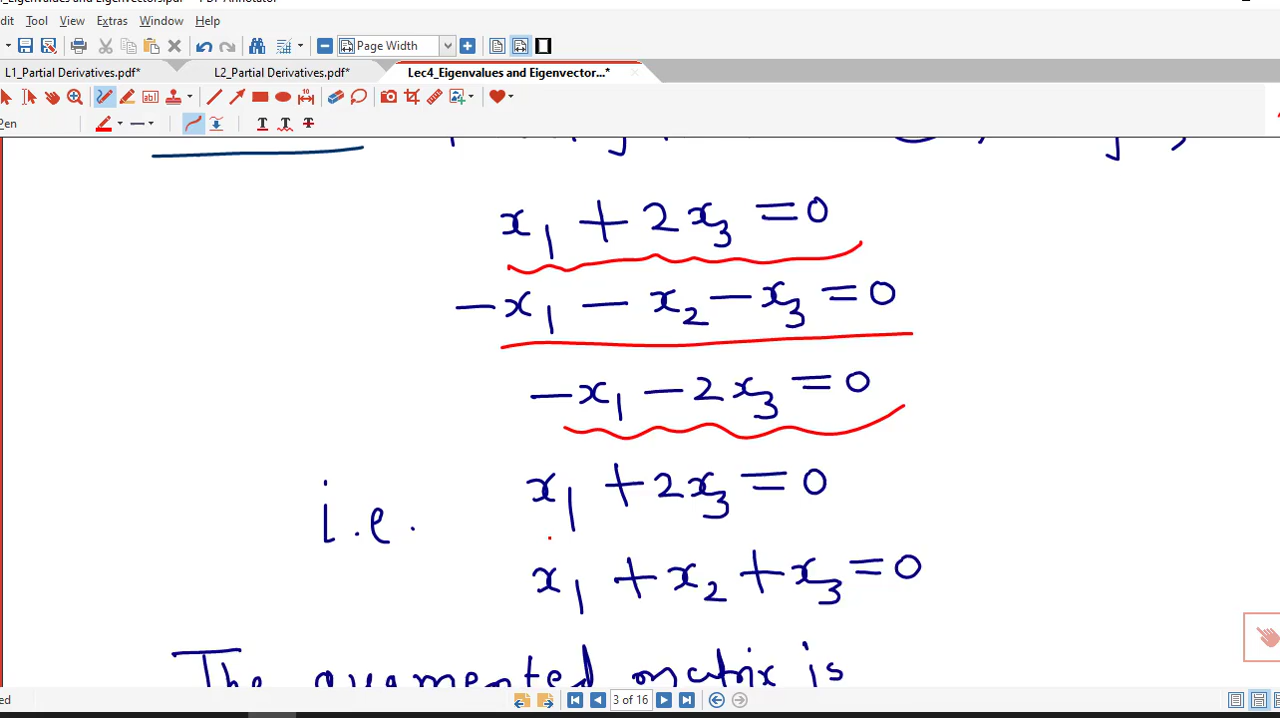 Tool View Extras Window Help
Page Width
L1_Partial Derivatives.pdf* L2_Partial Derivatives.pdf* Lec4_Eigenvalues and Eigenvector...*
x₁ + 2x₃ = 0
-x₁ - x₂ - x₃ = 0
-x₁ - 2x₃ = 0
i.e. x₁ + 2x₃ = 0
x₁ + x₂ + x₃ = 0
The augmented matrix is
3 of 16